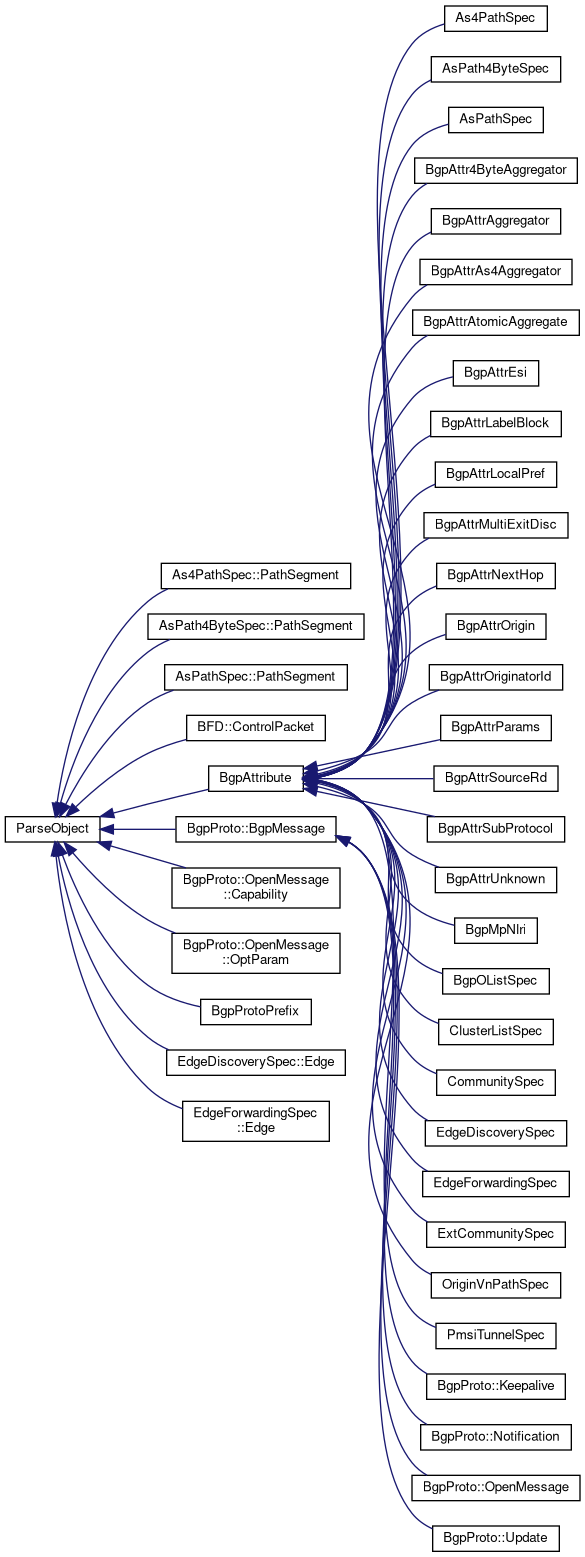 As4PathSpec
AsPath4ByteSpec
AsPathSpec
BgpAttr4ByteAggregator
BgpAttrAggregator
BgpAttrAs4Aggregator
BgpAttrAtomicAggregate
BgpAttrEsi
BgpAttrLabelBlock
BgpAttrLocalPref
BgpAttrMultiExitDisc
As4PathSpec::PathSegment
BgpAttrNextHop
AsPath4ByteSpec::PathSegment
BgpAttrOrigin
AsPathSpec::PathSegment
BgpAttrOriginatorId
BFD::ControlPacket
BgpAttrParams
BgpAttribute
BgpAttrSourceRd
ParseObject
BgpProto::BgpMessage
BgpAttrSubProtocol
BgpProto::OpenMessage
::Capability
BgpAttrUnknown
BgpProto::OpenMessage
::OptParam
BgpMpNlri
BgpOListSpec
BgpProtoPrefix
ClusterListSpec
EdgeDiscoverySpec::Edge
CommunitySpec
EdgeForwardingSpec
::Edge
EdgeDiscoverySpec
EdgeForwardingSpec
ExtCommunitySpec
OriginVnPathSpec
PmsiTunnelSpec
BgpProto::Keepalive
BgpProto::Notification
BgpProto::OpenMessage
BgpProto::Update